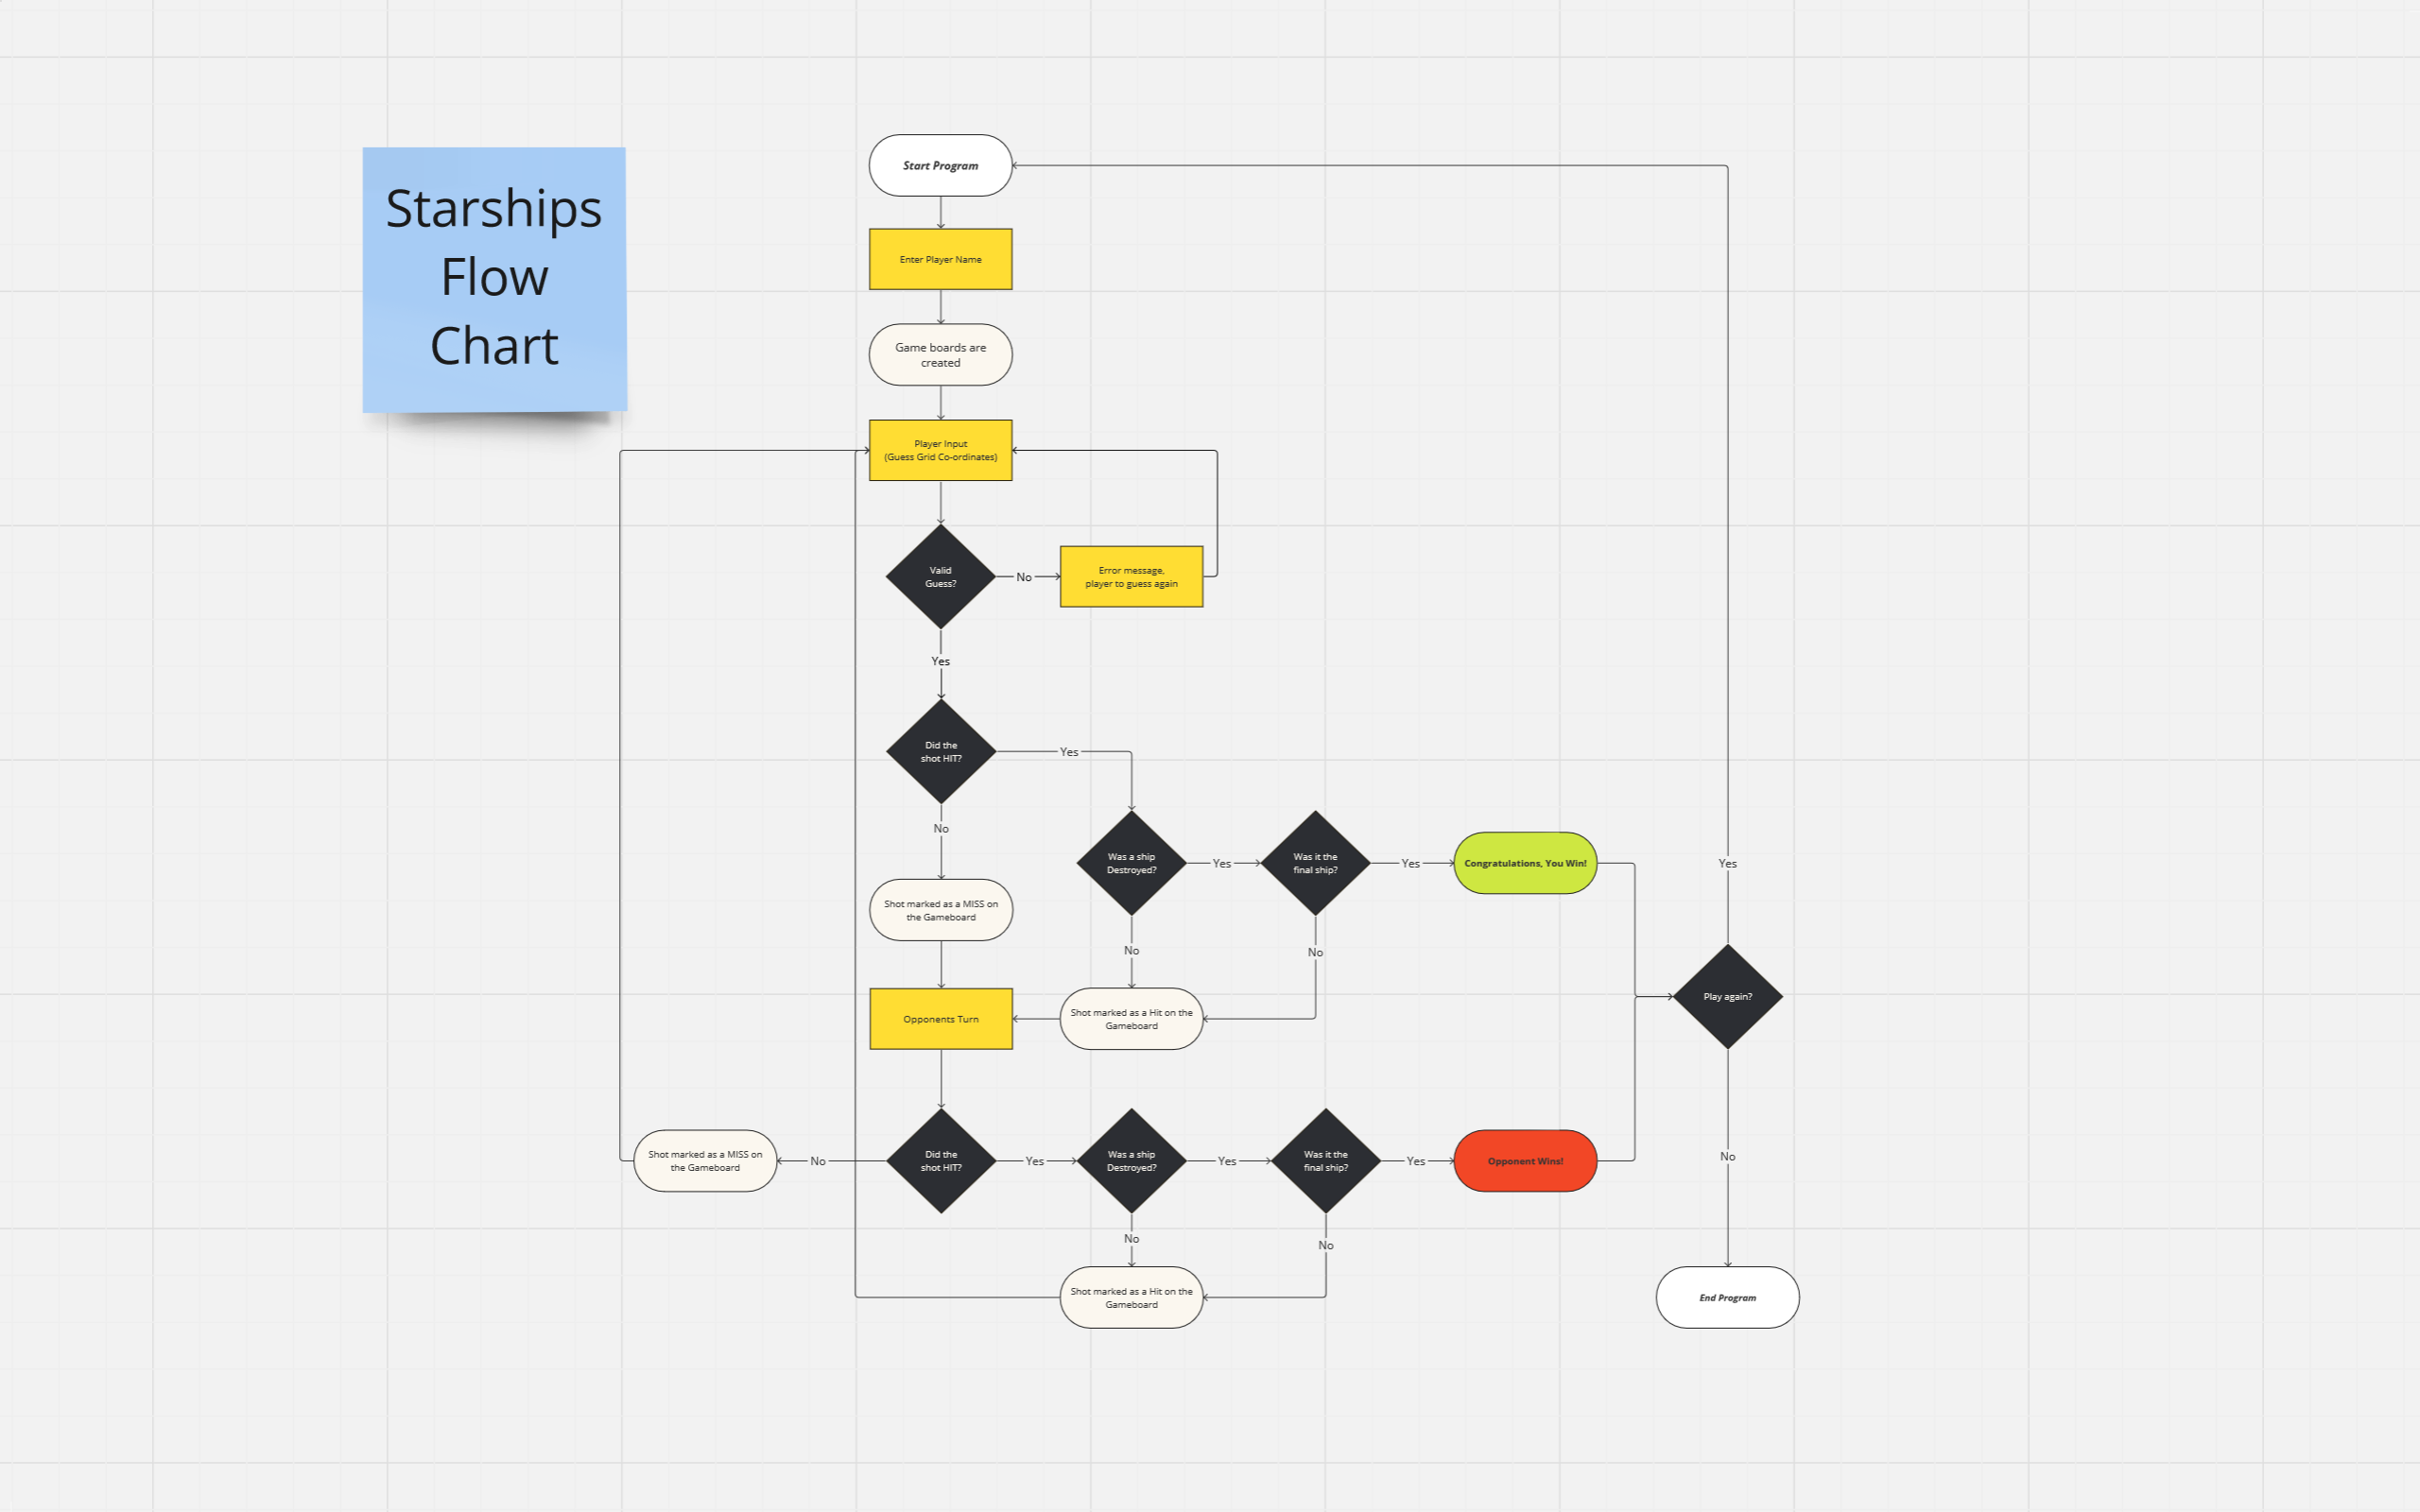 Starships
Flow
Chart
Start Program
Enter Player Name
Game boards are
created
Player Input
(Guess Grid Co-ordinates)
Valid
Guess?
No
Error message,
player to guess again
Yes
Did the
shot HIT?
Yes
No
Was a ship
Destroyed?
Yes
Was it the
final ship?
Yes
Congratulations, You Win!
Yes
Shot marked as a MISS on
the Gameboard
No
No
Play again?
Opponents Turn
Shot marked as a Hit on the
Gameboard
Shot marked as a MISS on
the Gameboard
No
Did the
shot HIT?
Yes
Was a ship
Destroyed?
Yes
Was it the
final ship?
Yes
Opponent Wins!
No
No
No
Shot marked as a Hit on the
Gameboard
End Program